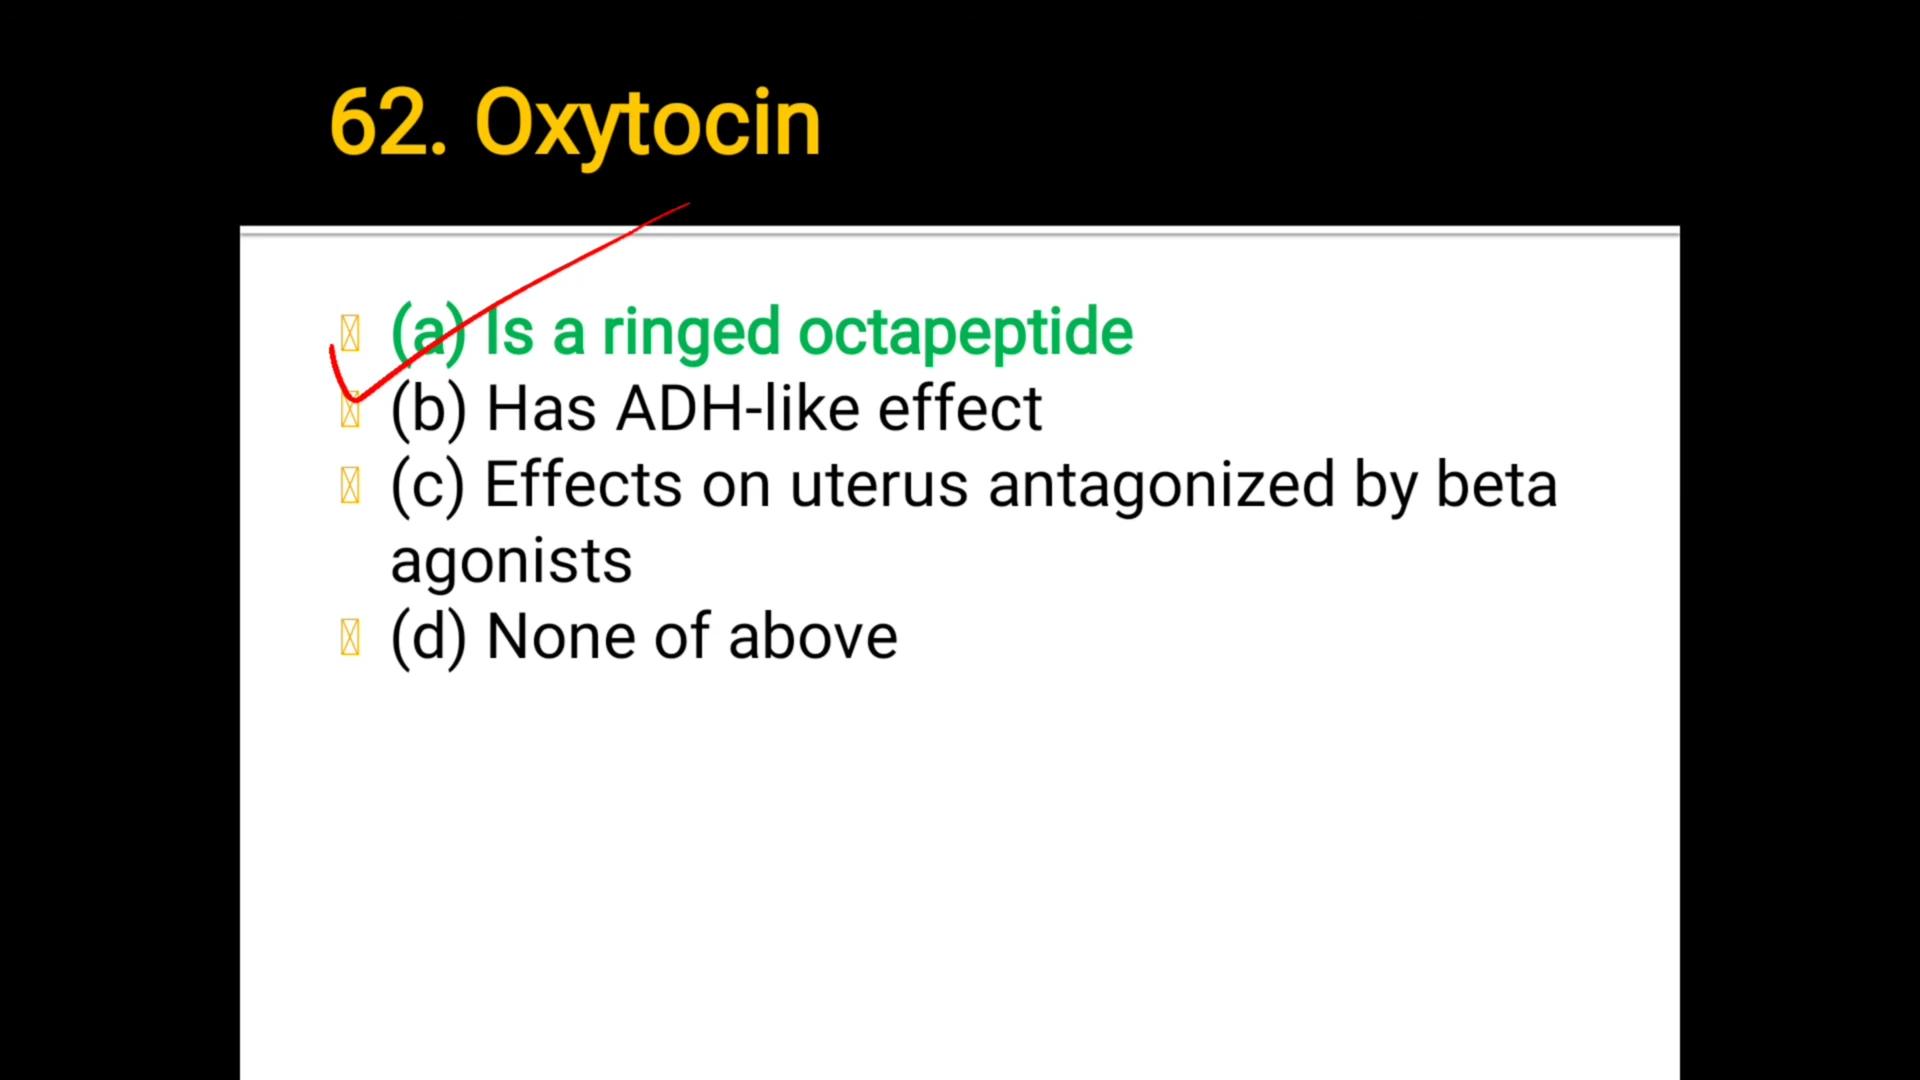 62. Oxytocin
(a) Is a ringed octapeptide
(b) Has ADH-like effect
(c) Effects on uterus antagonized by beta
agonists
(d) None of above